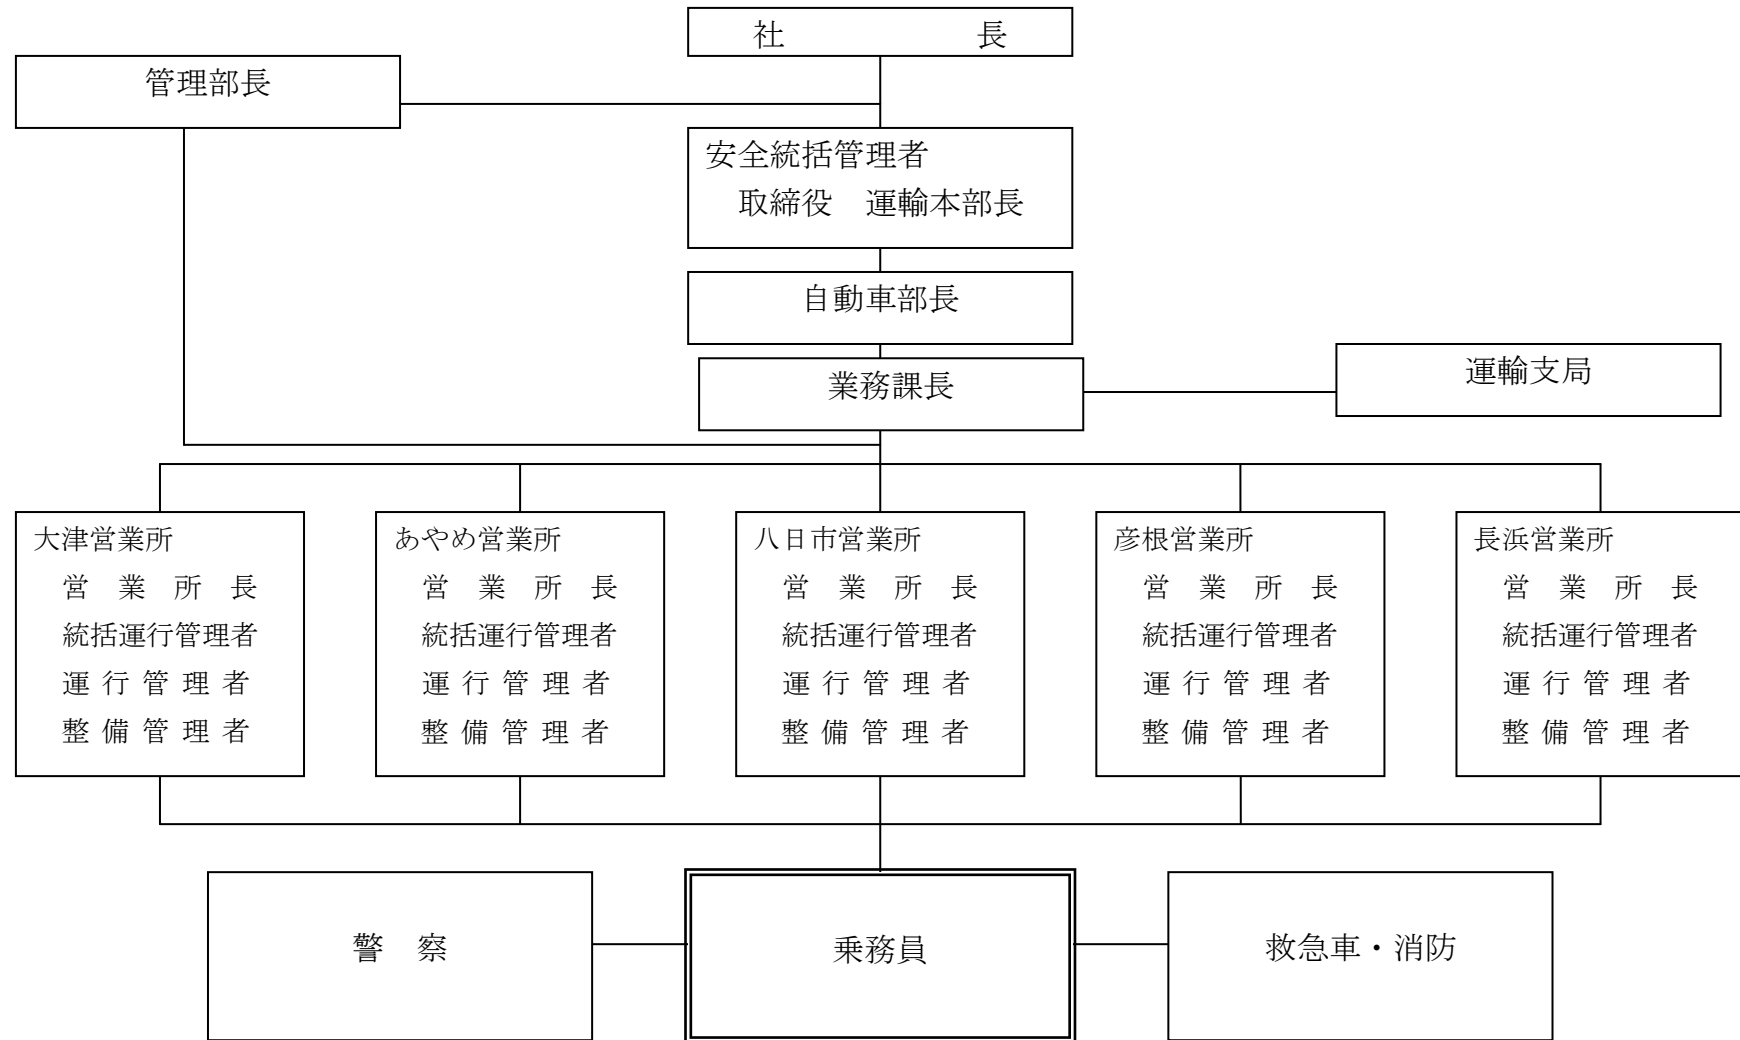 社　　　　　　長
管理部長
安全統括管理者
取締役　運輸本部長
自動車部長
業務課長
運輸支局
大津営業所
営　業　所　長
統括運行管理者
運 行 管 理 者
整 備 管 理 者
あやめ営業所
営　業　所　長
統括運行管理者
運 行 管 理 者
整 備 管 理 者
八日市営業所
営　業　所　長
統括運行管理者
運 行 管 理 者
整 備 管 理 者
彦根営業所
営　業　所　長
統括運行管理者
運 行 管 理 者
整 備 管 理 者
長浜営業所
営　業　所　長
統括運行管理者
運 行 管 理 者
整 備 管 理 者
警　察
乗務員
救急車・消防